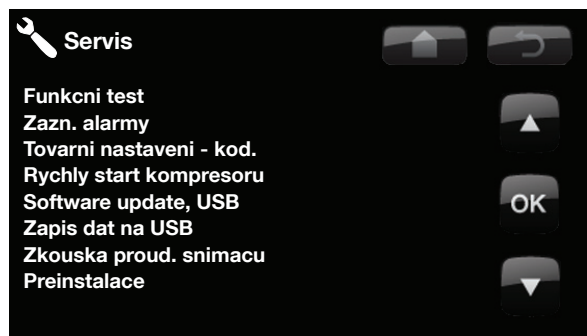 Servis
Funkcni test
Zazn. alarmy
Tovarni nastaveni - kod.
Rychly start kompresoru
Software update, USB
Zapis dat na USB
Zkouska proud. snimacu
Preinstalace
OK